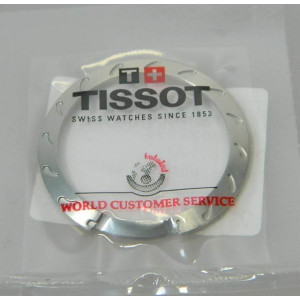 T+
TISSOT
SWISS WATCHES SINCE 1853
WORLD CUSTOMER SERVICE